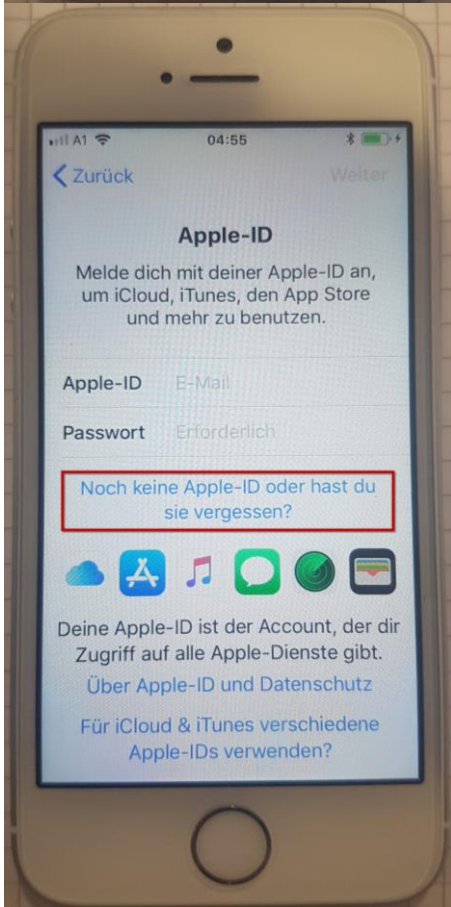 A1 04:55
Zurück Weiter
Apple-ID
Melde dich mit deiner Apple-ID an,
um iCloud, iTunes, den App Store
und mehr zu benutzen.
Apple-ID E-Mail
Passwort Erforderlich
Noch keine Apple-ID oder hast du
sie vergessen?
Deine Apple-ID ist der Account, der dir
Zugriff auf alle Apple-Dienste gibt.
Über Apple-ID und Datenschutz
Für iCloud & iTunes verschiedene
Apple-IDs verwenden?